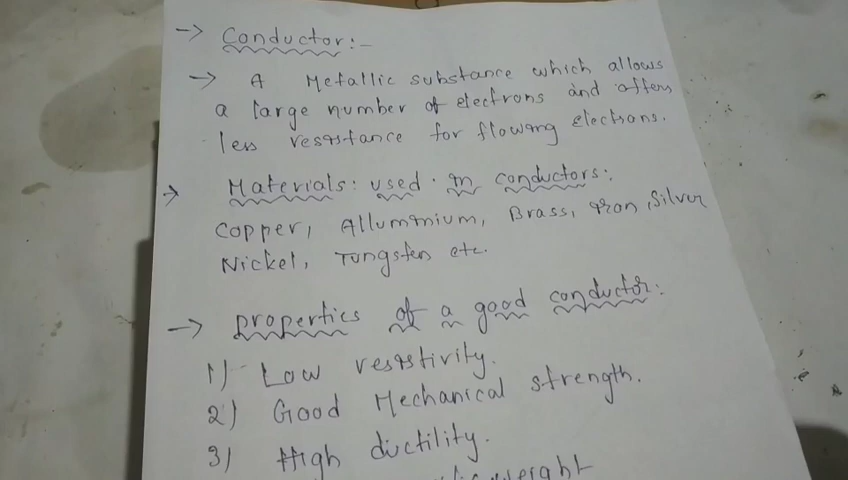 → Conductor:-
→ A Metallic substance which allows
a large number of electrons and offers
less resistance for flowing electrons.
→ Materials: used in conductors:
Copper, Alluminium, Brass, Iron, Silver
Nickel, Tungsten etc.
→ properties of a good conductor:
1) Low resistivity.
2) Good Mechanical strength.
3) High ductility.
weight